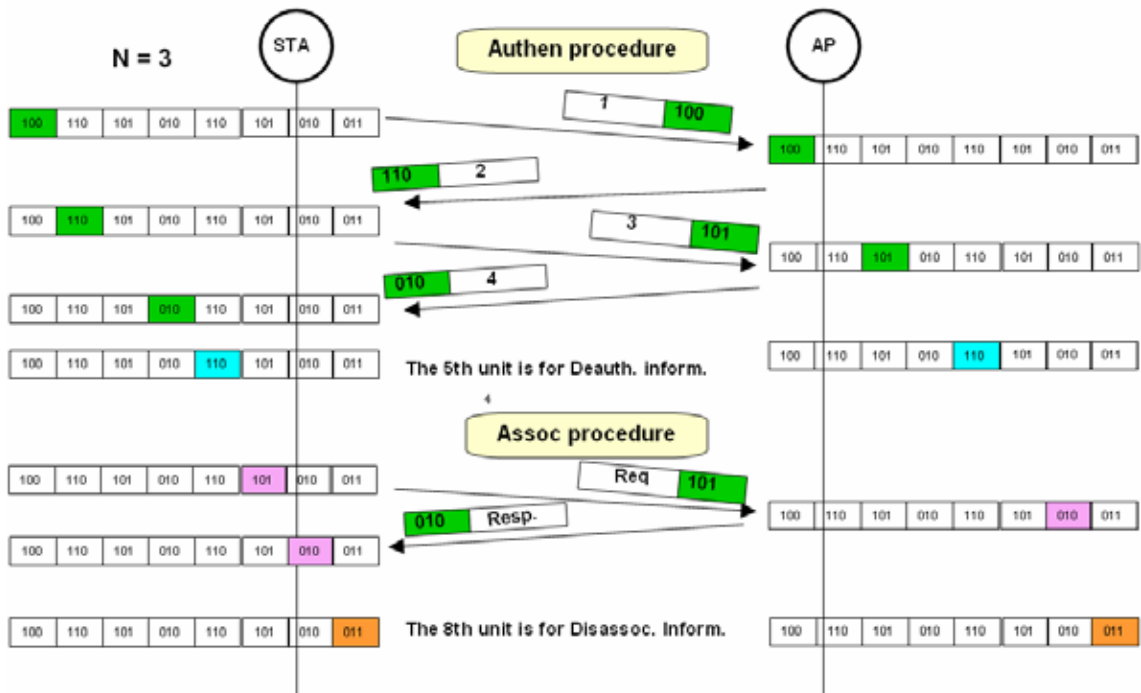 STA
Authen procedure
AP
N = 3
100 110 101 010 110 101 010 011
1 100
100 110 101 010 110 101 010 011
110 2
100 110 101 010 110 101 010 011
3 101
100 110 101 010 110 101 010 011
010 4
100 110 101 010 110 101 010 011
100 110 101 010 110 101 010 011
The 5th unit is for Deauth. inform.
100 110 101 010 110 101 010 011
4
Assoc procedure
100 110 101 010 110 101 010 011
Req 101
100 110 101 010 110 101 010 011
010 Resp.
100 110 101 010 110 101 010 011
100 110 101 010 110 101 010 011
The 8th unit is for Disassoc. Inform.
100 110 101 010 110 101 010 011